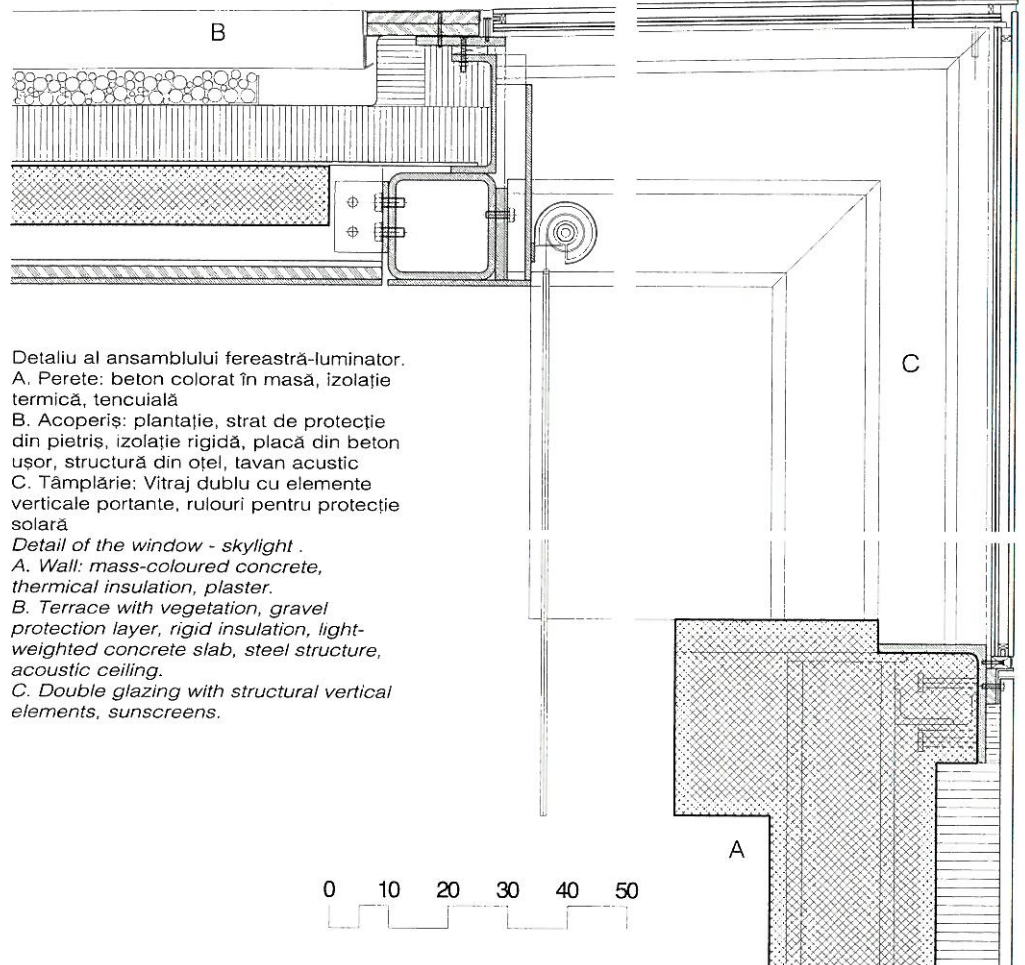 B
Detaliu al ansamblului fereastră-luminator.
A. Perete: beton colorat în masă, izolație
termică, tencuială
B. Acoperiș: plantație, strat de protecție
din pietriș, izolație rigidă, placă din beton
ușor, structură din oțel, tavan acustic
C. Tâmplărie: Vitraj dublu cu elemente
verticale portante, rulouri pentru protecție
solară
Detail of the window - skylight .
A. Wall: mass-coloured concrete,
thermical insulation, plaster.
B. Terrace with vegetation, gravel
protection layer, rigid insulation, light-
weighted concrete slab, steel structure,
acoustic ceiling.
C. Double glazing with structural vertical
elements, sunscreens.
C
A
0 10 20 30 40 50